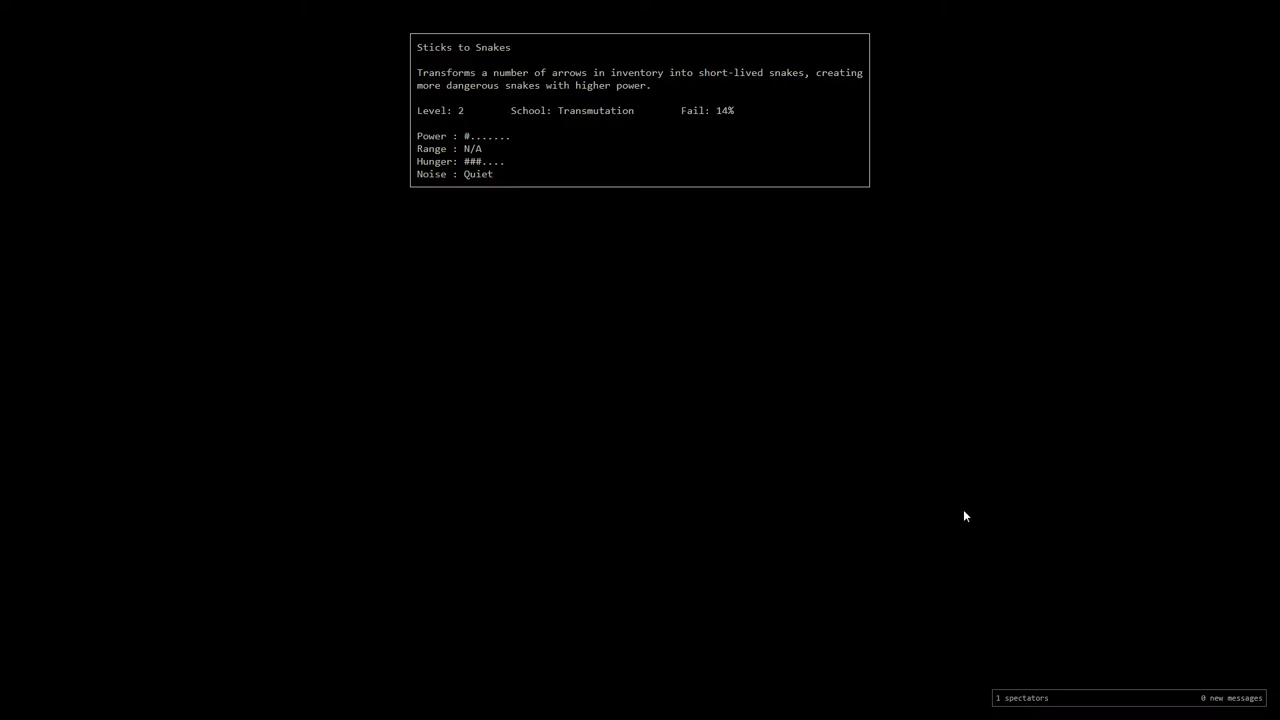 Sticks to Snakes
Transforms a number of arrows in inventory into short-lived snakes, creating
more dangerous snakes with higher power.
Level: 2 School: Transmutation Fail: 14%
Power : #.......
Range : N/A
Hunger: ###....
Noise : Quiet
1 spectators 0 new messages